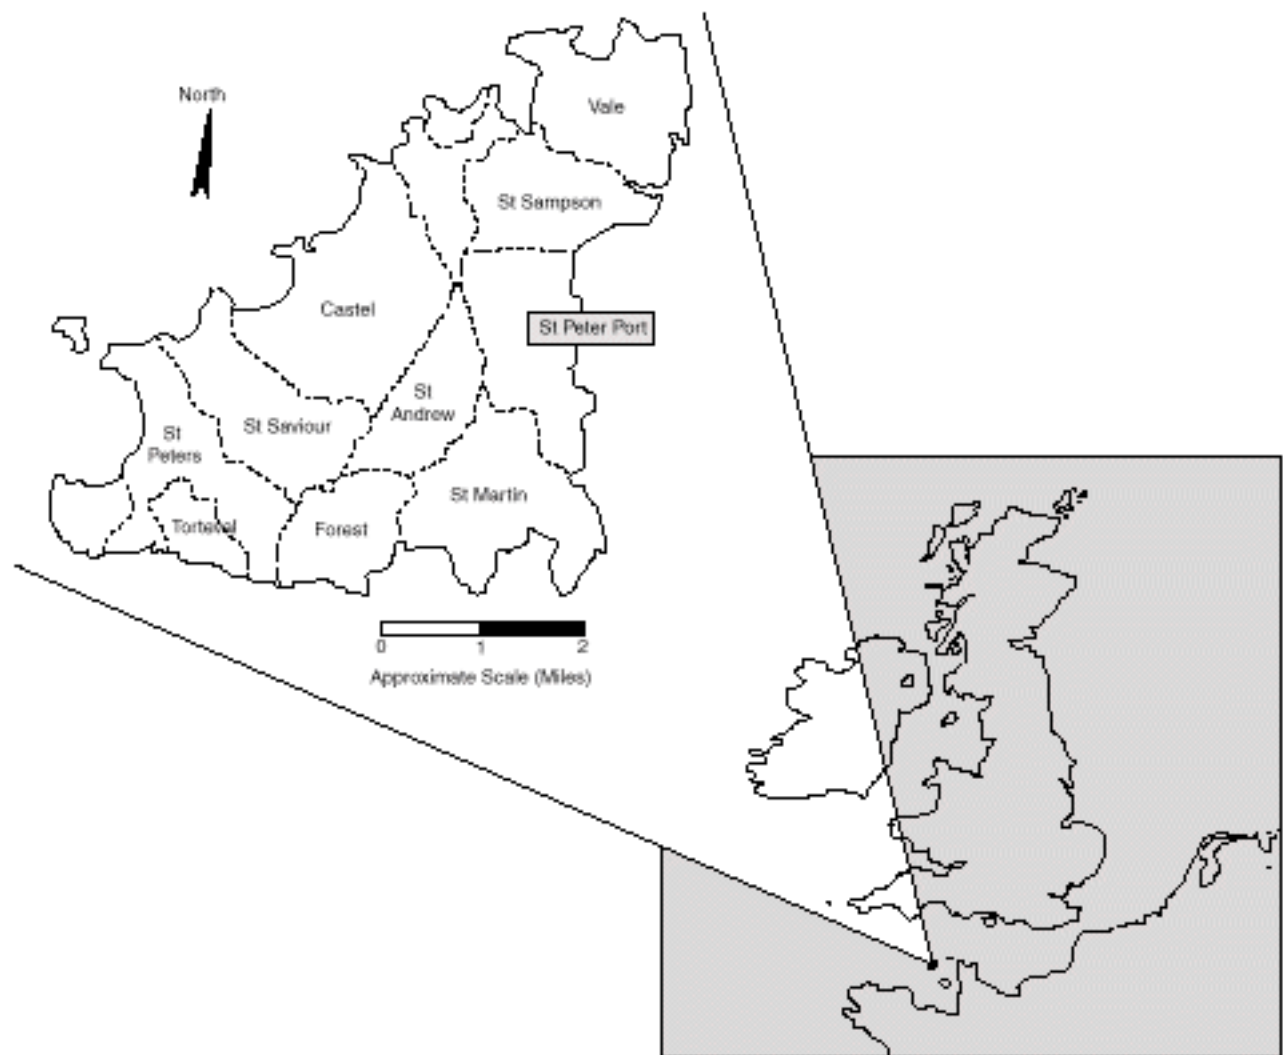 North
Vale
St Sampson
Castel
St Peter Port
St
Andrew
St Saviour
St
Peters
St Martin
Torteval
Forest
0 1 2
Approximate Scale (Miles)